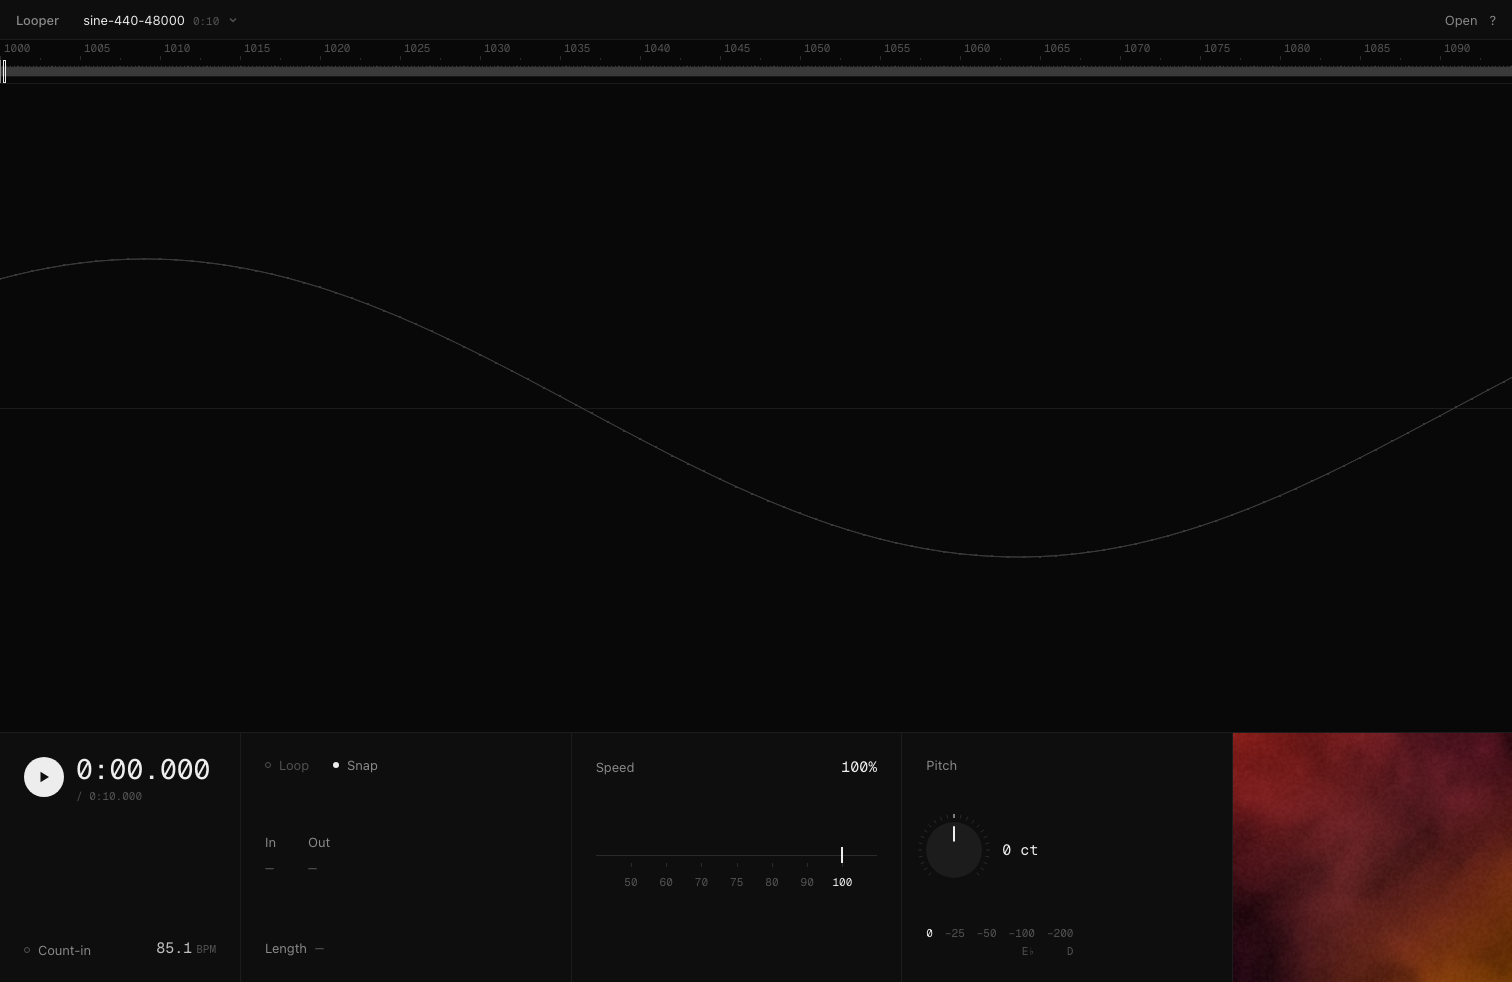 Looper sine-440-48000 0:10 Open ?
1000 1005 1010 1015 1020 1025 1030 1035 1040 1045 1050 1055 1060 1065 1070 1075 1080 1085 1090
0:00.000
/ 0:10.000
Count-in 85.1 BPM
Loop Snap
In Out
— —
Length —
Speed 100%
50 60 70 75 80 90 100
Pitch
0 ct
0 −25 −50 −100 −200
E♭ D